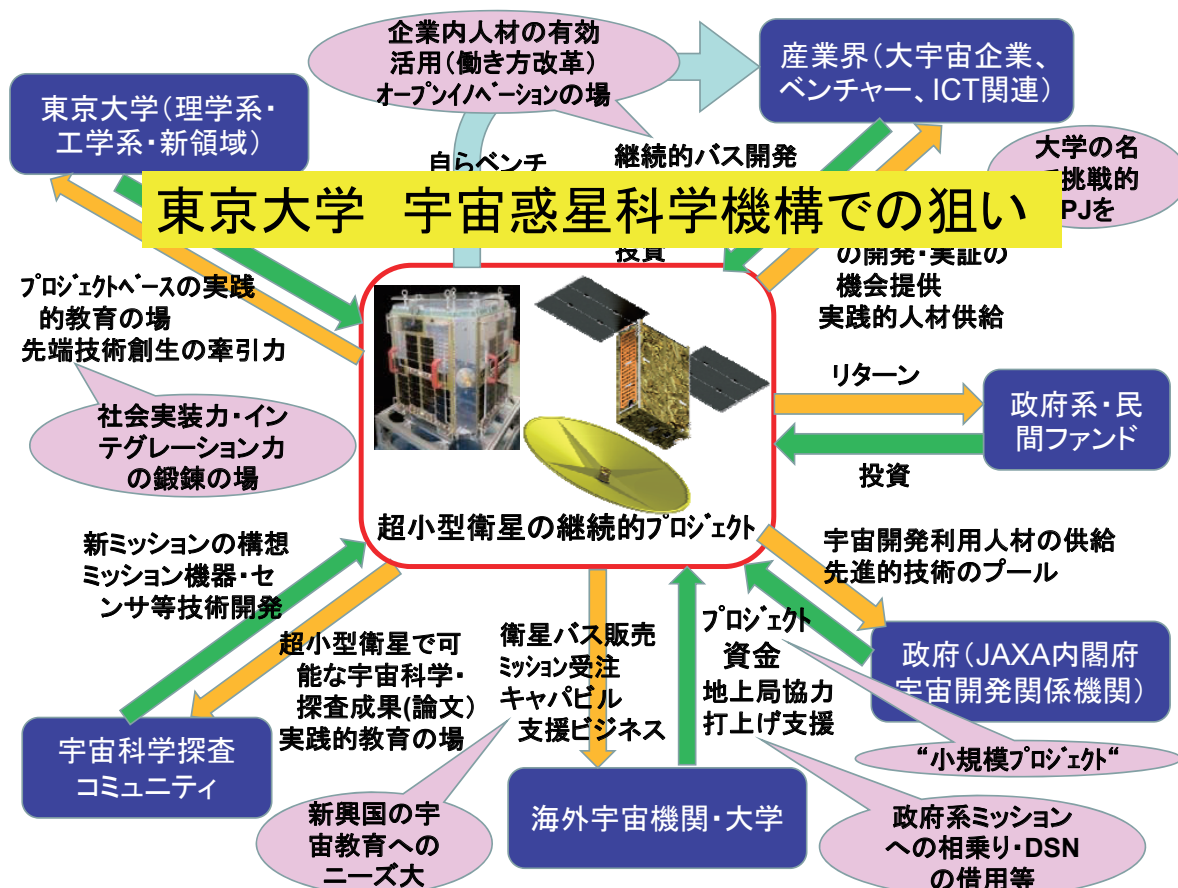 企業内人材の有効
活用(働き方改革)
オープンイノベーションの場
産業界(大宇宙企業、
ベンチャー、ICT関連)
東京大学(理学系・
工学系・新領域)
自らベンチ
継続的バス開発
大学の名
挑戦的
PJを
東京大学 宇宙惑星科学機構での狙い
投資
の開発・実証の
機会提供
実践的人材供給
プロジェクトベースの実践
的教育の場
先端技術創生の牽引力
社会実装力・イン
テグレーション力
の鍛錬の場
リターン
政府系・民
間ファンド
投資
超小型衛星の継続的プロジェクト
新ミッションの構想
ミッション機器・セ
ンサ等技術開発
宇宙開発利用人材の供給
先進的技術のプール
超小型衛星で可
能な宇宙科学・
探査成果(論文)
実践的教育の場
衛星バス販売
ミッション受注
キャパビル
支援ビジネス
プロジェクト
資金
地上局協力
打上げ支援
政府(JAXA内閣府
宇宙開発関係機関)
“小規模プロジェクト“
宇宙科学探査
コミュニティ
新興国の宇
宙教育への
ニーズ大
海外宇宙機関・大学
政府系ミッション
への相乗り・DSN
の借用等